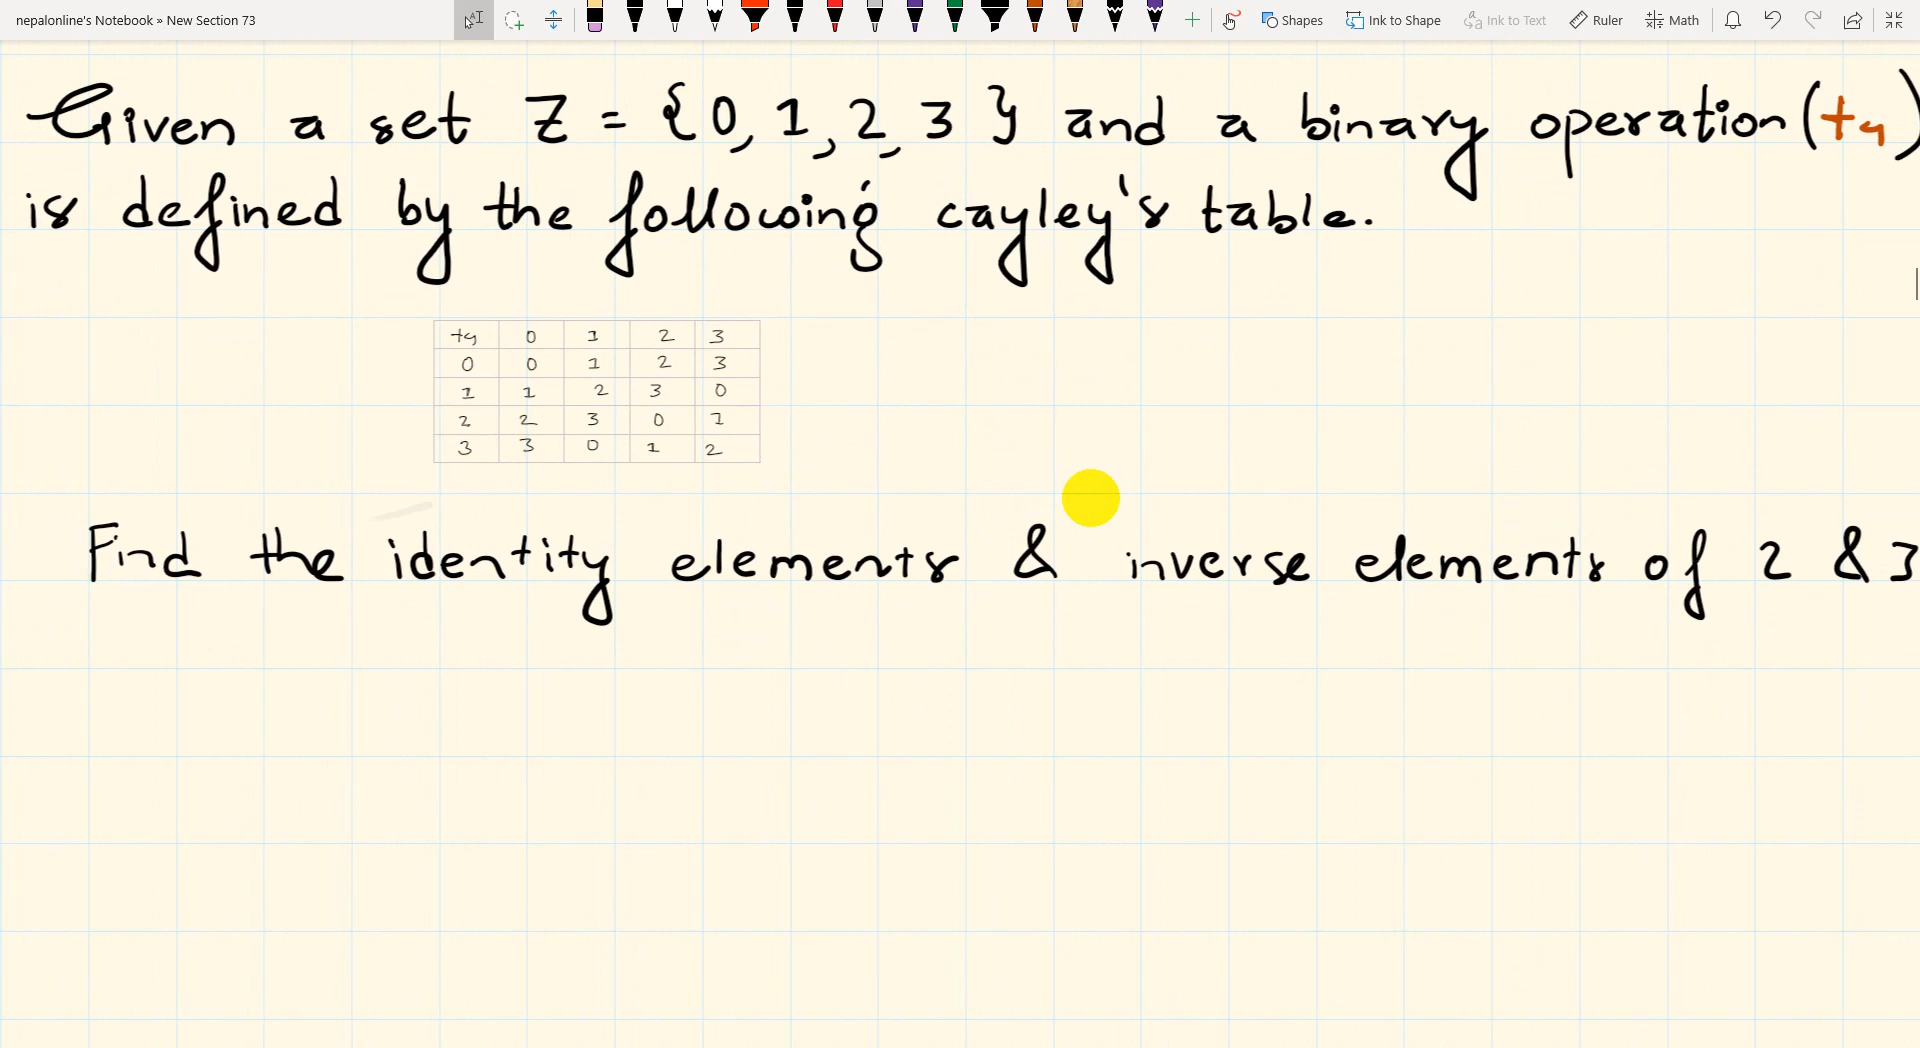 nepalonline's Notebook » New Section 73
Shapes Ink to Shape Ink to Text Ruler Math
Given a set Z = {0, 1, 2, 3 } and a binary operation (+4)
is defined by the following cayley's table.
+4 0 1 2 3
0 0 1 2 3
1 1 2 3 0
2 2 3 0 1
3 3 0 1 2
Find the identity elements & inverse elements of 2 & 3